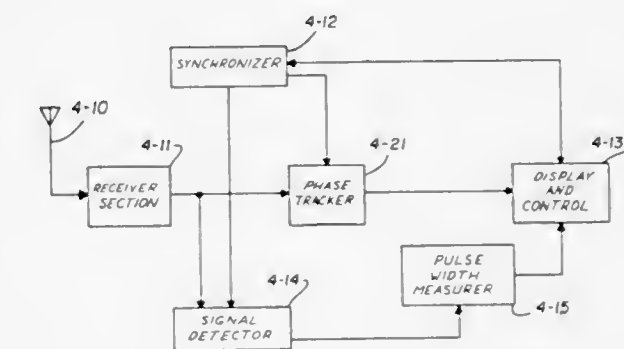 4-12
SYNCHRONIZER
4-10
4-11
4-21
4-13
RECEIVER
SECTION
PHASE
TRACKER
DISPLAY
AND
CONTROL
PULSE
WIDTH
MEASURER
4-14
4-15
SIGNAL
DETECTOR